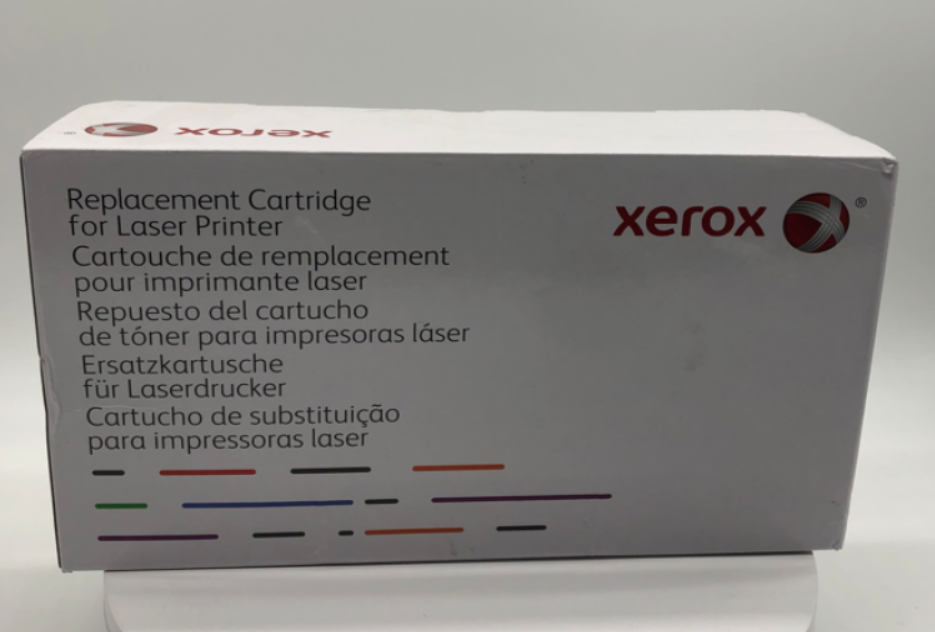 xerox
Replacement Cartridge
for Laser Printer
xerox ®
Cartouche de remplacement
pour imprimante laser
Repuesto del cartucho
de tóner para impresoras láser
Ersatzkartusche
für Laserdrucker
Cartucho de substituição
para impressoras laser